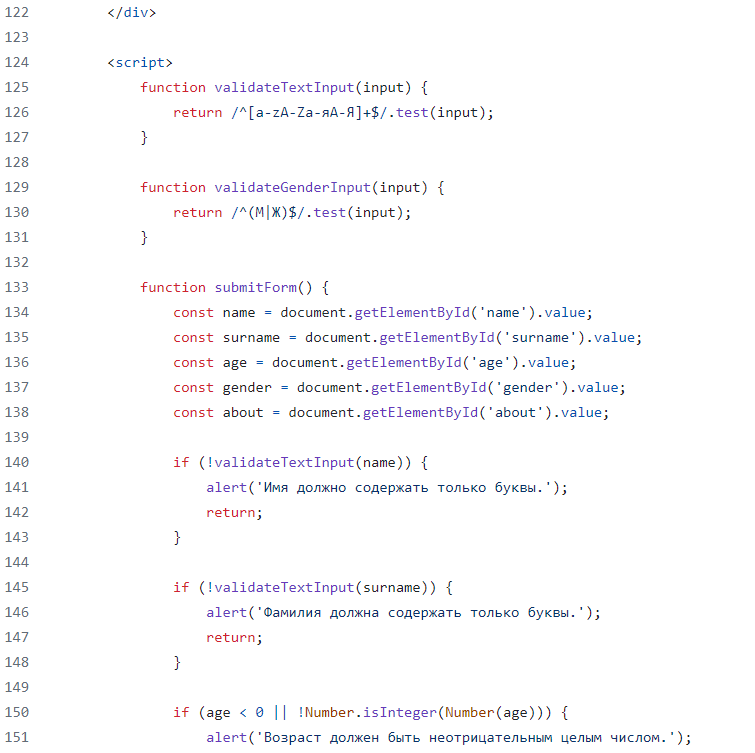 122 </div>
123
124 <script>
125 function validateTextInput(input) {
126 return /^[a-zA-Zа-яА-Я]+$/.test(input);
127 }
128
129 function validateGenderInput(input) {
130 return /^(М|Ж)$/.test(input);
131 }
132
133 function submitForm() {
134 const name = document.getElementById('name').value;
135 const surname = document.getElementById('surname').value;
136 const age = document.getElementById('age').value;
137 const gender = document.getElementById('gender').value;
138 const about = document.getElementById('about').value;
139
140 if (!validateTextInput(name)) {
141 alert('Имя должно содержать только буквы.');
142 return;
143 }
144
145 if (!validateTextInput(surname)) {
146 alert('Фамилия должна содержать только буквы.');
147 return;
148 }
149
150 if (age < 0 || !Number.isInteger(Number(age))) {
151 alert('Возраст должен быть неотрицательным целым числом.');